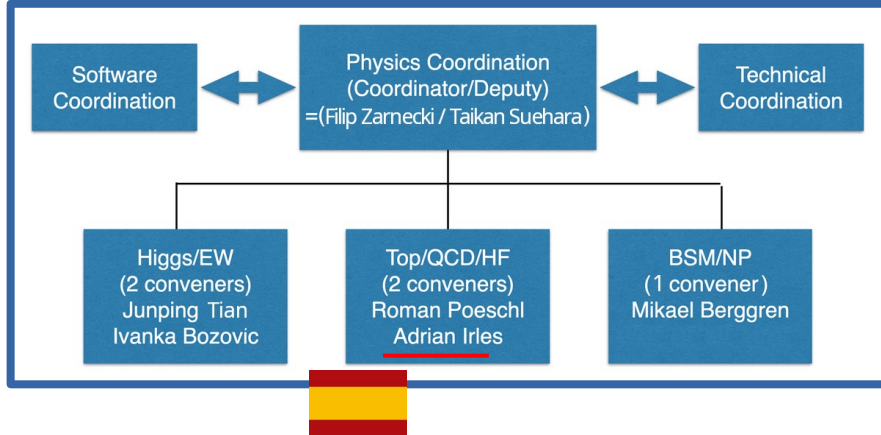 Software
Coordination
Physics Coordination
(Coordinator/Deputy)
=(Filip Zarnecki / Taikan Suehara)
Technical
Coordination
Higgs/EW
(2 conveners)
Junping Tian
Ivanka Bozovic
Top/QCD/HF
(2 conveners)
Roman Poeschl
Adrian Irles
BSM/NP
(1 convener)
Mikael Berggren